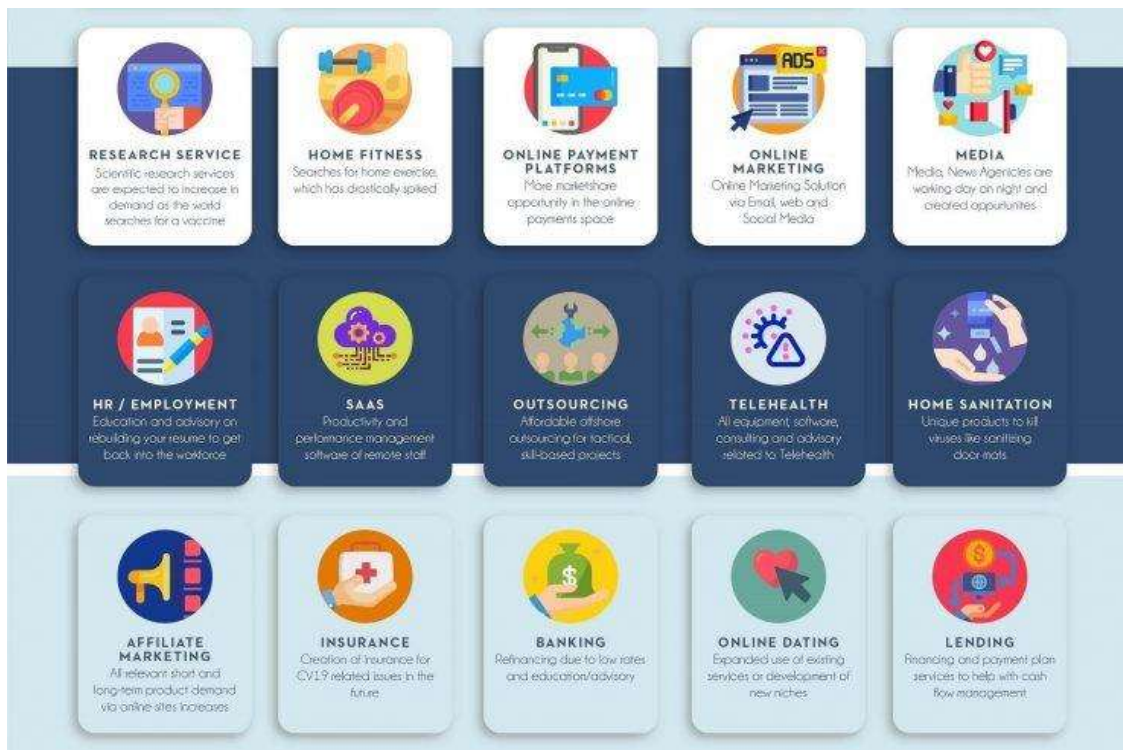 RESEARCH SERVICE
Scientific research services
are expected to increase in
demand as the world
searches for a vaccine
HOME FITNESS
Searches for home exercise,
which has drastically spiked
ONLINE PAYMENT
PLATFORMS
More marketshare
opportunity in the online
payments space
ADS
ONLINE
MARKETING
Online Marketing Solution
via Email, web and
Social Media
MEDIA
Media, News Agenicies are
working day on night and
created oppurtunites
HR / EMPLOYMENT
Education and advisory on
rebuilding your resume to get
back into the workforce
SAAS
Productivity and
performance management
software of remote staff
OUTSOURCING
Affordable offshore
outsourcing for tactical,
skill-based projects
TELEHEALTH
All equipment, software,
consulting and advisory
related to Telehealth
HOME SANITATION
Unique products to kill
viruses like sanitizing
door mats
AFFILIATE
MARKETING
All relevant short and
long-term product demand
via online sites increases
INSURANCE
Creation of insurance for
CV19 related issues in the
future
BANKING
$
Refinancing due to low rates
and education/advisory
ONLINE DATING
Expanded use of existing
services or development of
new niches
$
LENDING
Financing and payment plan
services to help with cash
flow management